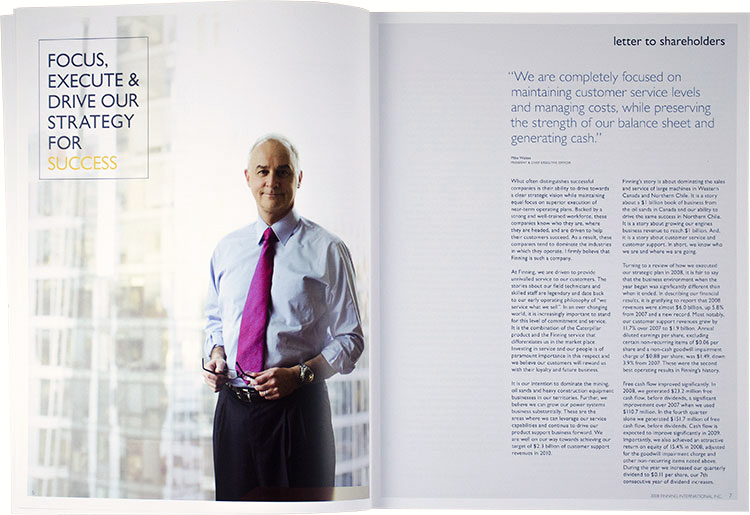 FOCUS,
EXECUTE &
DRIVE OUR
STRATEGY
FOR
SUCCESS
letter to shareholders
“We are completely focused on
maintaining customer service levels
and managing costs, while preserving
the strength of our balance sheet and
generating cash.”
Mike Waites
PRESIDENT & CHIEF EXECUTIVE OFFICER
What often distinguishes successful
companies is their ability to drive towards
a clear strategic vision while maintaining
equal focus on superior execution of
near-term operating plans. Backed by a
strong and well-trained workforce, these
companies know who they are, where
they are headed, and are driven to help
their customers succeed. As a result, these
companies tend to dominate the industries
in which they operate. I firmly believe that
Finning is such a company.
At Finning, we are driven to provide
unrivalled service to our customers. The
stories about our field technicians and
skilled staff are legendary and date back
to our early operating philosophy of “we
service what we sell”. In an ever changing
world, it is increasingly important to stand
for this level of commitment and service.
It is the combination of the Caterpillar
product and the Finning service that
differentiates us in the market place.
Investing in service and our people is of
paramount importance in this respect and
we believe our customers will reward us
with their loyalty and future business.
It is our intention to dominate the mining,
oil sands and heavy construction equipment
businesses in our territories. Further, we
believe we can grow our power systems
business substantially. These are the
areas where we can leverage our service
capabilities and continue to drive our
product support business forward. We
are well on our way towards achieving our
target of $2.3 billion of customer support
revenues in 2010.
Finning’s story is about dominating the sales
and service of large machines in Western
Canada and Northern Chile. It is a story
about a $1 billion book of business from
the oil sands in Canada and our ability to
drive the same success in Northern Chile.
It is a story about growing our engines
business revenue to reach $1 billion. And,
it is a story about customer service and
customer support. In short, we know who
we are and where we are going.
Turning to a review of how we executed
our strategic plan in 2008, it is fair to say
that the business environment when the
year began was significantly different than
what it ended. In describing our financial
results, it is gratifying to report that 2008
revenues were almost $6.0 billion, up 5.8%
from 2007 and a new record. Most notably,
our customer support revenues grew by
11.7% over 2007 to $1.9 billion. Annual
diluted earnings per share, excluding
certain non-recurring items of $0.06 per
share and a non-cash goodwill impairment
charge of $0.88 per share, was $1.49, down
3.9% from 2007. These were the second
best operating results in Finning’s history.
Free cash flow improved significantly. In
2008, we generated $23.2 million free
cash flow, before dividends, a significant
improvement over 2007 when we used
$110.7 million. In the fourth quarter
alone we generated $151.7 million of free
cash flow, before dividends. Cash flow is
expected to improve significantly in 2009.
Importantly, we also achieved an attractive
return on equity of 15.4% in 2008, adjusted
for the goodwill impairment charge and
other non-recurring items noted above.
During the year we increased our quarterly
dividend to $0.11 per share, our 7th
consecutive year of dividend increases.
2008 FINNING INTERNATIONAL INC. 7